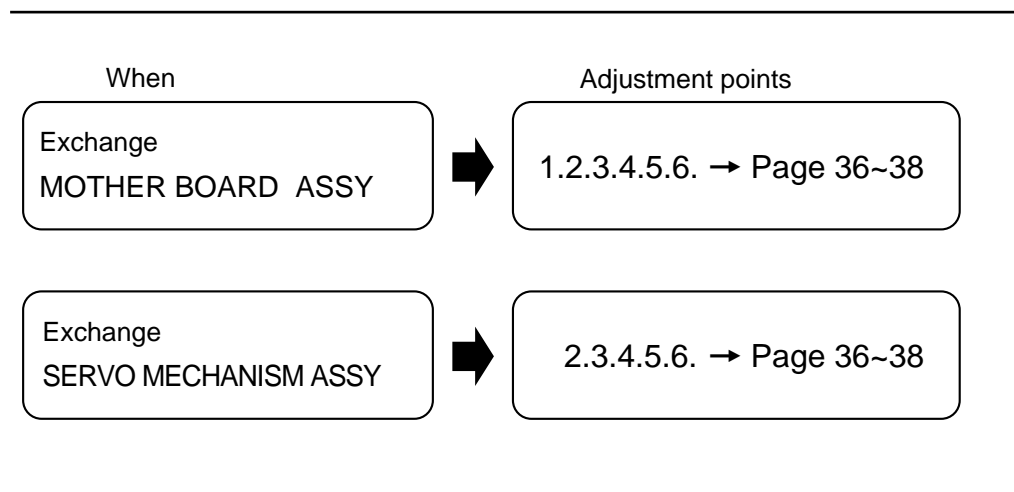 When
Adjustment points
Exchange
MOTHER BOARD ASSY
1.2.3.4.5.6. → Page 36~38
Exchange
SERVO MECHANISM ASSY
2.3.4.5.6. → Page 36~38